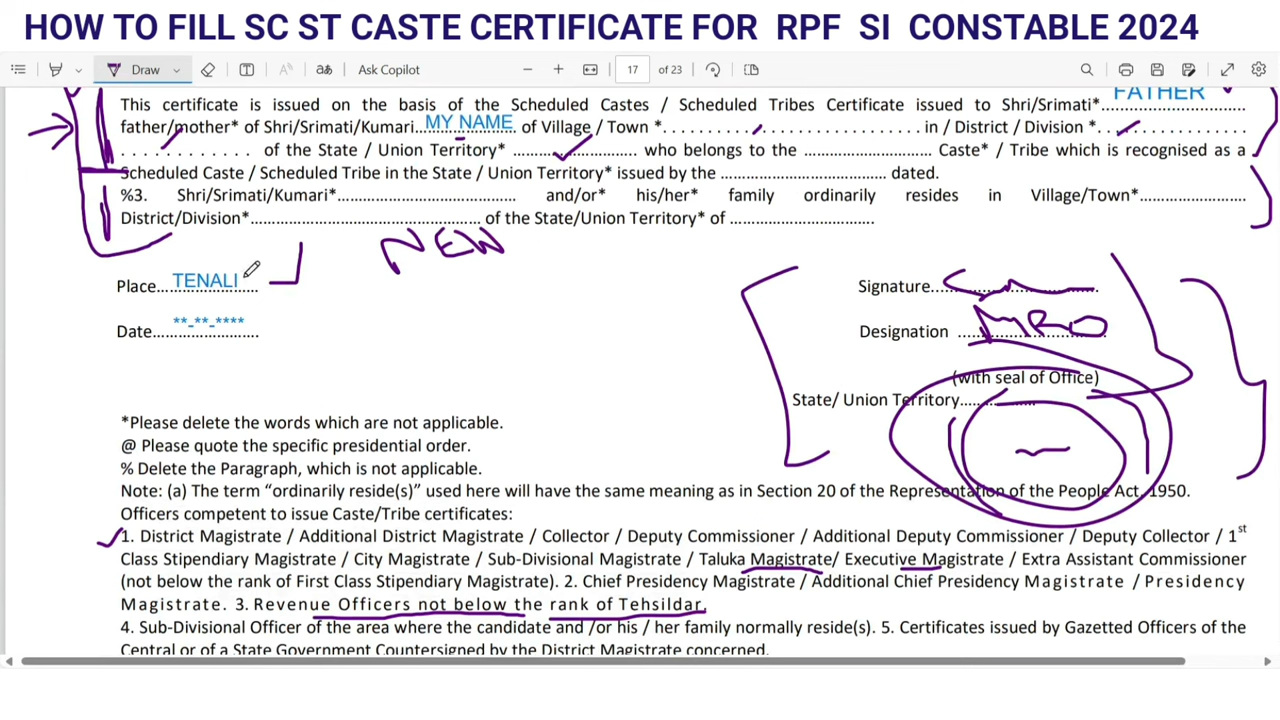 HOW TO FILL SC ST CASTE CERTIFICATE FOR RPF SI CONSTABLE 2024
Draw Ask Copilot 17 of 23
This certificate is issued on the basis of the Scheduled Castes / Scheduled Tribes Certificate issued to Shri/Srimati* FATHER
father/mother* of Shri/Srimati/Kumari...MY NAME of Village / Town *. . . . . . . . . . . . . . . . . . . . . . . . in / District / Division *. . . . . . . . . . . . . . . .
. . . . . . . . . . . . of the State / Union Territory* ............................ who belongs to the .............................. Caste* / Tribe which is recognised as a
Scheduled Caste / Scheduled Tribe in the State / Union Territory* issued by the ..................................... dated.
%3. Shri/Srimati/Kumari*........................................ and/or* his/her* family ordinarily resides in Village/Town*........................
District/Division*.................................................... of the State/Union Territory* of ................................
NEW
Place...TENALI
Signature...
Date...**-**-****
Designation MRO
(with seal of Office)
State/ Union Territory.................
*Please delete the words which are not applicable.
@ Please quote the specific presidential order.
% Delete the Paragraph, which is not applicable.
Note: (a) The term “ordinarily reside(s)” used here will have the same meaning as in Section 20 of the Representation of the People Act, 1950.
Officers competent to issue Caste/Tribe certificates:
1. District Magistrate / Additional District Magistrate / Collector / Deputy Commissioner / Additional Deputy Commissioner / Deputy Collector / 1st
Class Stipendiary Magistrate / City Magistrate / Sub-Divisional Magistrate / Taluka Magistrate/ Executive Magistrate / Extra Assistant Commissioner
(not below the rank of First Class Stipendiary Magistrate). 2. Chief Presidency Magistrate / Additional Chief Presidency Magistrate / Presidency
Magistrate. 3. Revenue Officers not below the rank of Tehsildar.
4. Sub-Divisional Officer of the area where the candidate and /or his / her family normally reside(s). 5. Certificates issued by Gazetted Officers of the
Central or of a State Government Countersigned by the District Magistrate concerned.